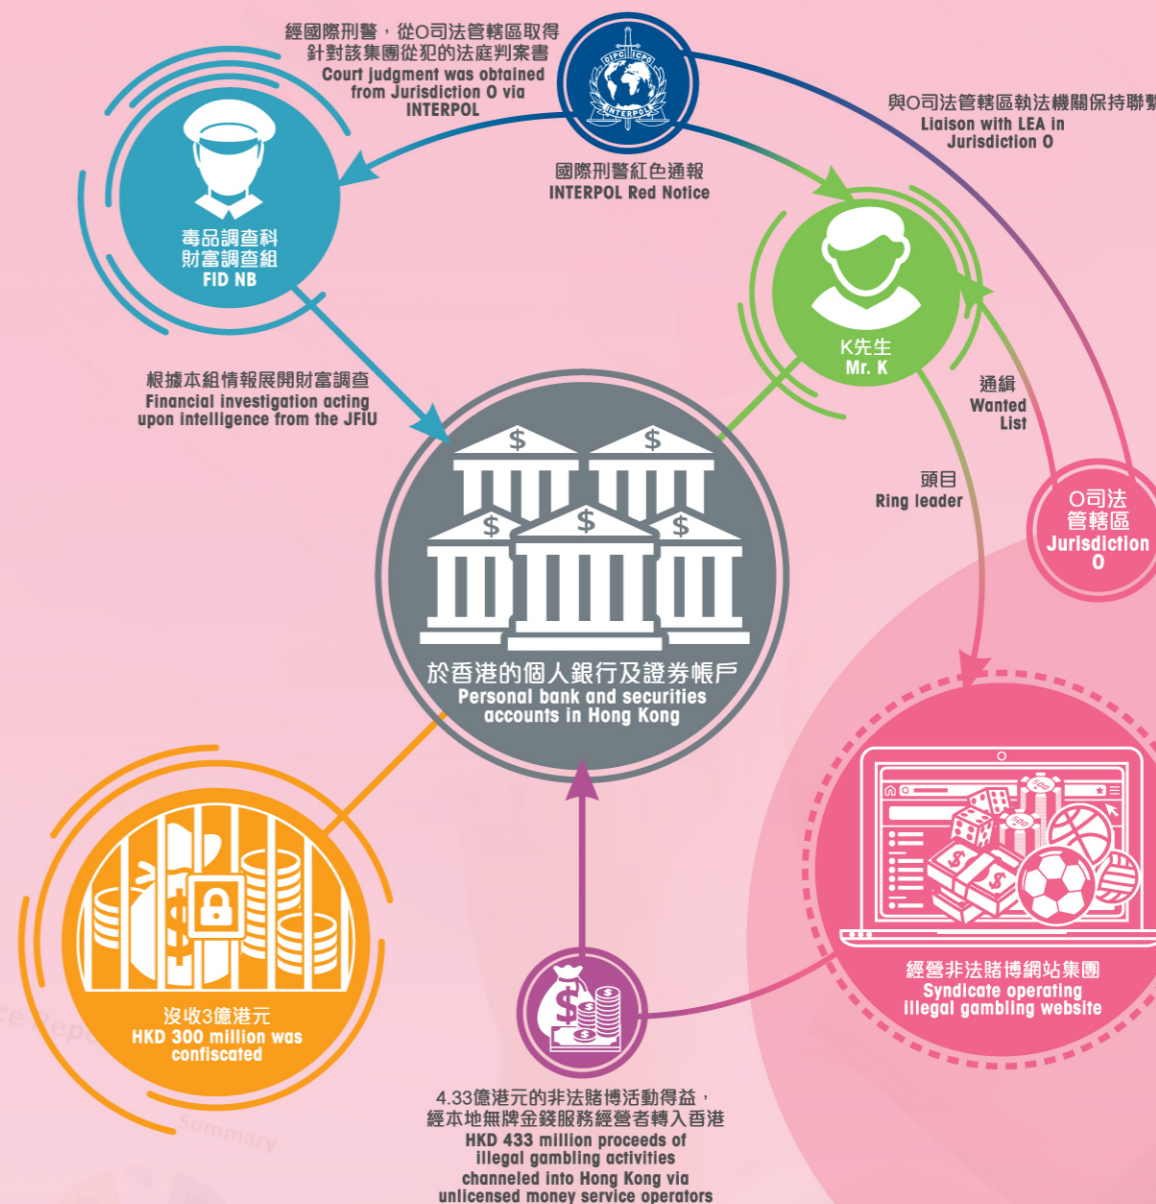 經國際刑警，從O司法管轄區取得
針對該集團從犯的法庭判案書
Court judgment was obtained
from Jurisdiction O via
INTERPOL
OIPC ICPO
INTERPOL
國際刑警紅色通報
INTERPOL Red Notice
與O司法管轄區執法機關保持聯繫
Liaison with LEA in
Jurisdiction O
毒品調查科
財富調查組
FID NB
K先生
Mr. K
根據本組情報展開財富調查
Financial investigation acting
upon intelligence from the JFIU
通緝
Wanted
List
頭目
Ring leader
O司法
管轄區
Jurisdiction
O
$
$
$
$
$
於香港的個人銀行及證券帳戶
Personal bank and securities
accounts in Hong Kong
500
500
$
$
$
經營非法賭博網站集團
Syndicate operating
illegal gambling website
沒收3億港元
HKD 300 million was
confiscated
$
$
$
4.33億港元的非法賭博活動得益，
經本地無牌金錢服務經營者轉入香港
HKD 433 million proceeds of
illegal gambling activities
channeled into Hong Kong via
unlicensed money service operators
Summary